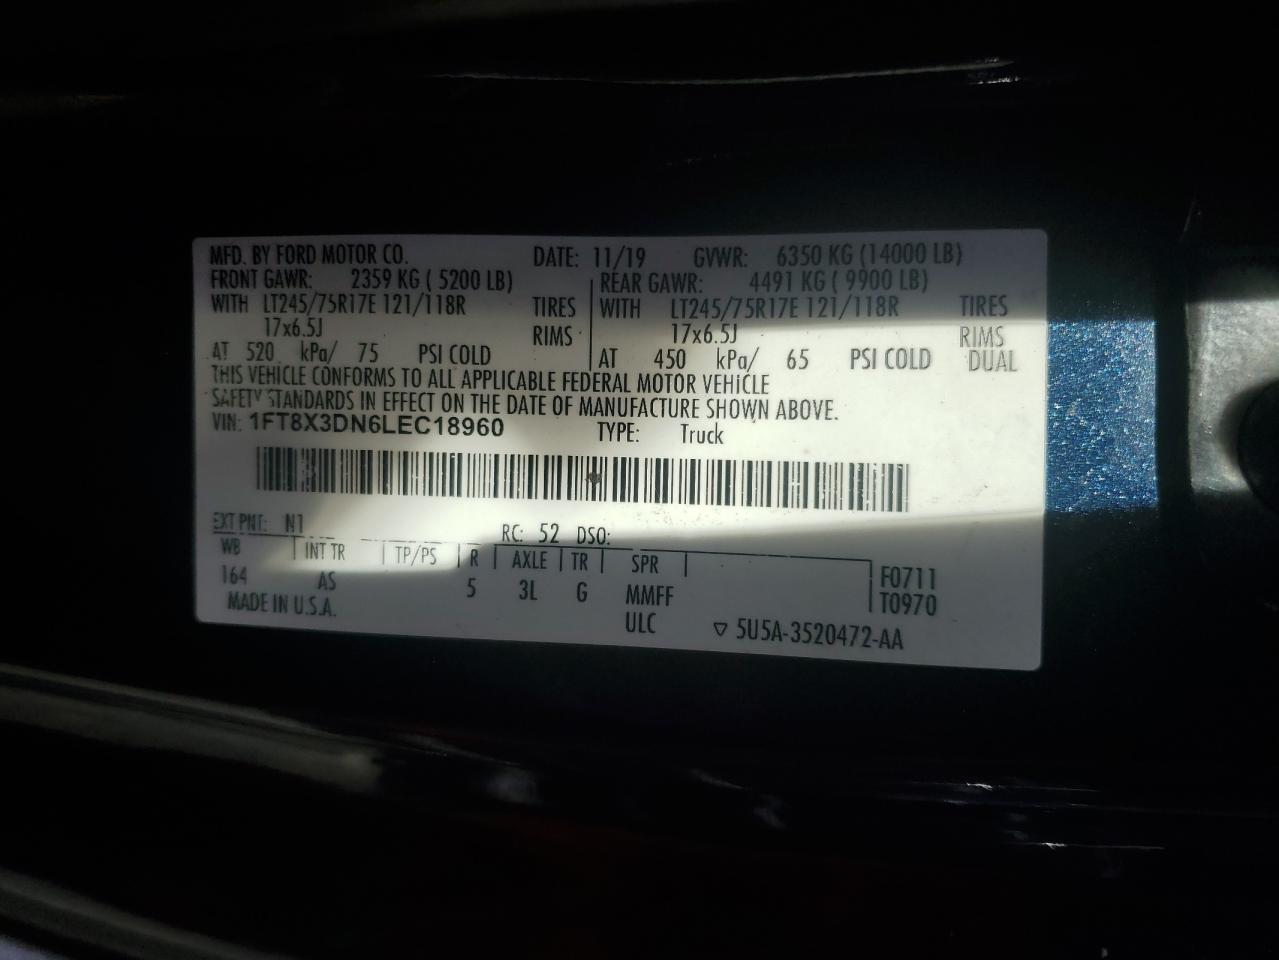 MFD. BY FORD MOTOR CO. DATE: 11/19 GVWR: 6350 KG (14000 LB)
FRONT GAWR: 2359 KG ( 5200 LB) REAR GAWR: 4491 KG ( 9900 LB)
WITH LT245/75R17E 121/118R TIRES WITH LT245/75R17E 121/118R TIRES
17x6.5J RIMS 17x6.5J RIMS
AT 520 kPa/ 75 PSI COLD AT 450 kPa/ 65 PSI COLD DUAL
THIS VEHICLE CONFORMS TO ALL APPLICABLE FEDERAL MOTOR VEHICLE
SAFETY STANDARDS IN EFFECT ON THE DATE OF MANUFACTURE SHOWN ABOVE.
VIN: 1FT8X3DN6LEC18960 TYPE: Truck
EXT PNT: N1 RC: 52 DSO:
WB INT TR TP/PS R AXLE TR SPR F0711
164 AS 5 3L G MMFF T0970
MADE IN U.S.A. ULC ▽ 5U5A-3520472-AA